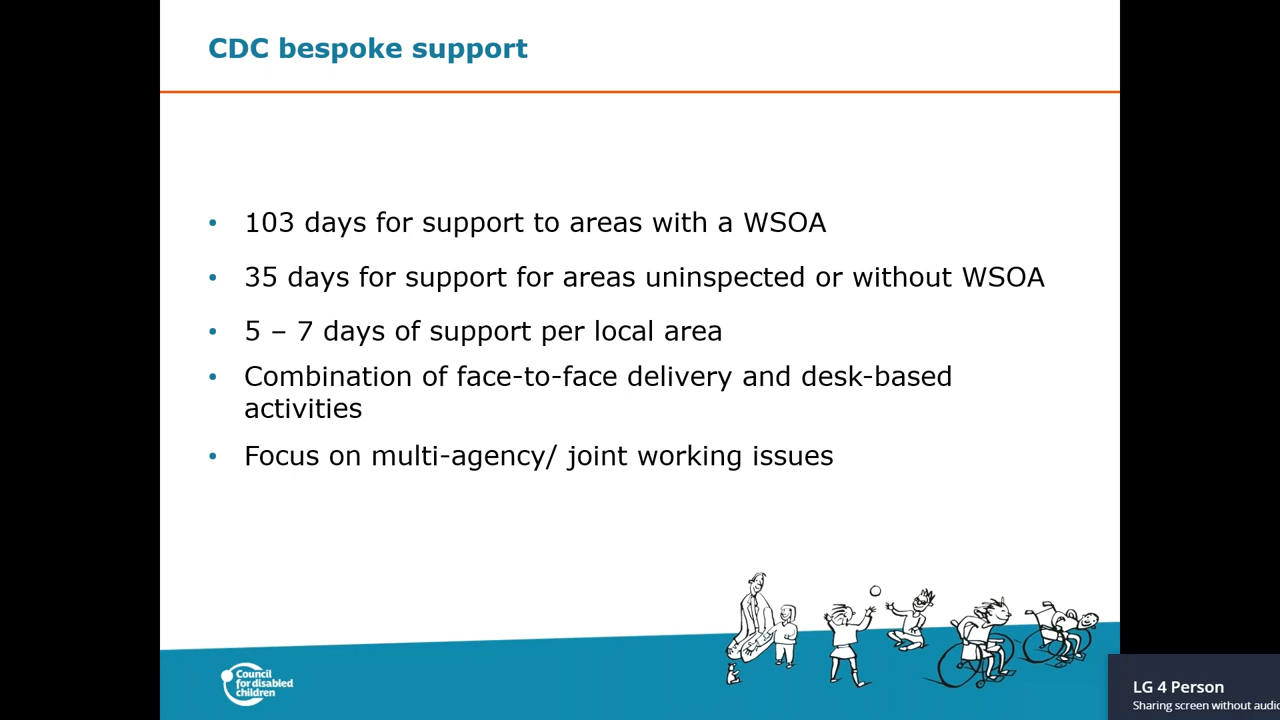 CDC bespoke support
• 103 days for support to areas with a WSOA
• 35 days for support for areas uninspected or without WSOA
• 5 – 7 days of support per local area
• Combination of face-to-face delivery and desk-based
activities
• Focus on multi-agency/ joint working issues
Council
for disabled
children
LG 4 Person
Sharing screen without audio